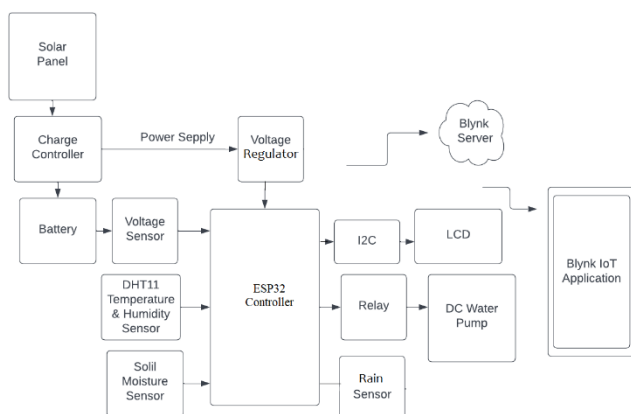 Solar
Panel
Charge
Controller
Power Sepply
Voltage
Regulator
Blynk
Server
Battery
Voltage
Sensor
I2C
LCD
Blynk IoT
Application
DHT11
Temperature
& Humidity
Sensor
ESP32
Controller
Relay
DC Water
Pump
Solil
Moisture
Sensor
Rain
Sensor